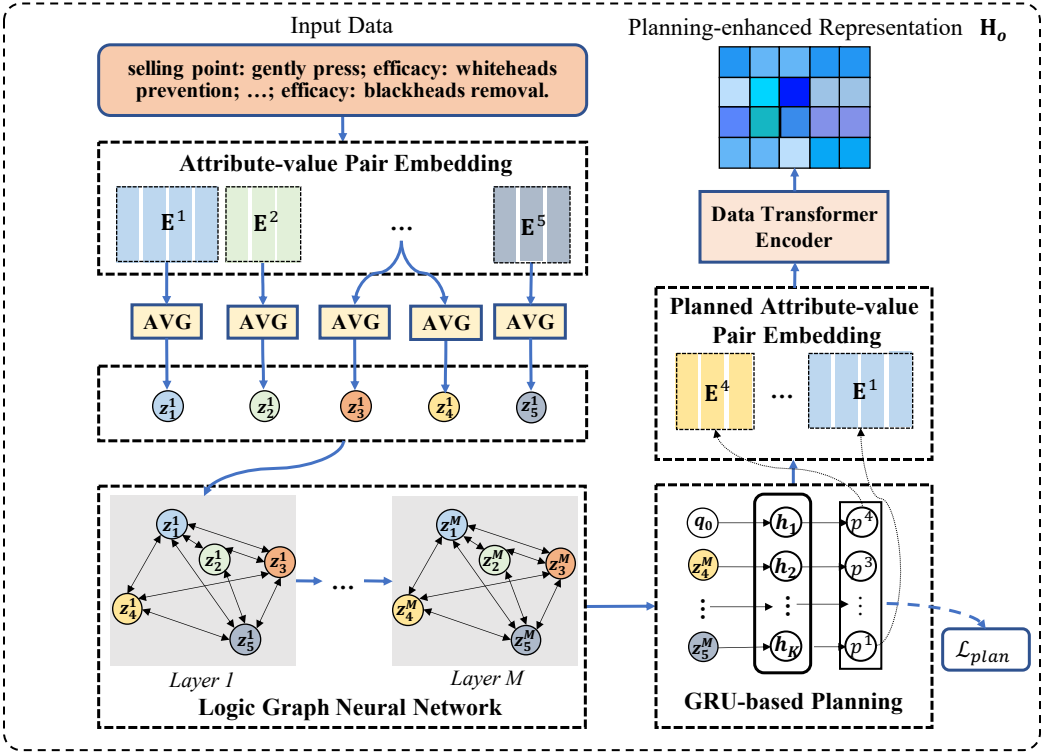 Input Data
selling point: gently press; efficacy: whiteheads
prevention; …; efficacy: blackheads removal.
Attribute-value Pair Embedding
E^1
E^2
...
E^5
AVG
AVG
AVG
AVG
AVG
z_1^1
z_2^1
z_3^1
z_4^1
z_5^1
z_1^1
z_2^1
z_3^1
z_4^1
z_5^1
Layer 1
...
z_1^M
z_2^M
z_3^M
z_4^M
z_5^M
Layer M
Logic Graph Neural Network
Planning-enhanced Representation H_o
Data Transformer
Encoder
Planned Attribute-value
Pair Embedding
E^4
...
E^1
q_0
h_1
p^4
z_4^M
h_2
p^3
⋮
⋮
⋮
z_5^M
h_K
p^1
GRU-based Planning
ℒ_plan